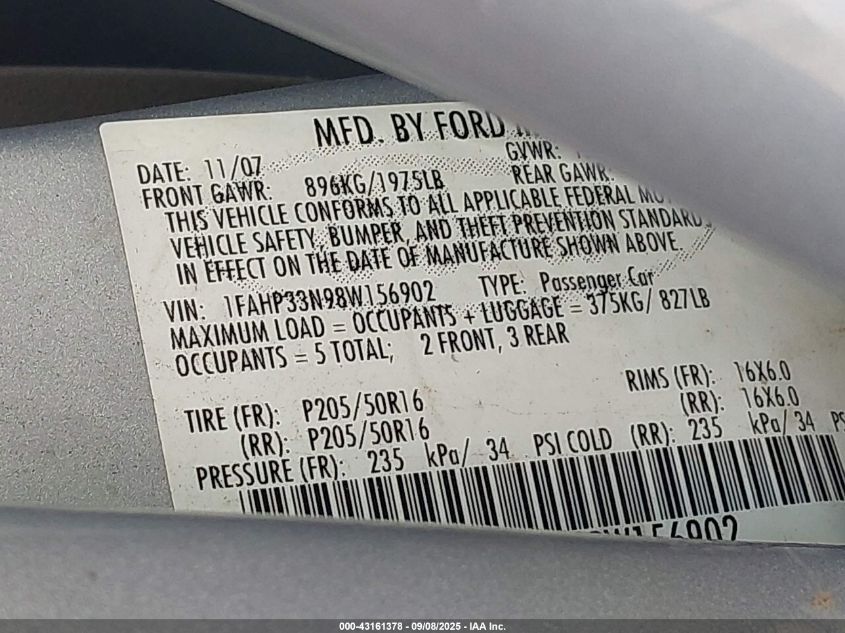 MFD. BY FORD
DATE: 11/07 GVWR:
FRONT GAWR: 896KG/1975LB REAR GAWR:
THIS VEHICLE CONFORMS TO ALL APPLICABLE FEDERAL
VEHICLE SAFETY, BUMPER, AND THEFT PREVENTION STANDARDS
IN EFFECT ON THE DATE OF MANUFACTURE SHOWN ABOVE.
VIN: 1FAHP33N98W156902 TYPE: Passenger Car
MAXIMUM LOAD = OCCUPANTS + LUGGAGE = 375KG/ 827LB
OCCUPANTS = 5 TOTAL; 2 FRONT, 3 REAR
TIRE (FR): P205/50R16 RIMS (FR): 16X6.0
(RR): P205/50R16 (RR): 16X6.0
PRESSURE (FR): 235 kPa/ 34 PSI COLD (RR): 235 kPa/ 34
W156902
000-43161378 - 09/08/2025 - IAA Inc.